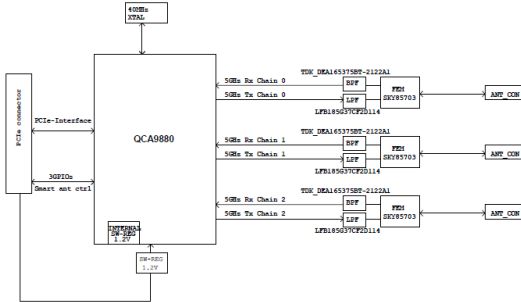 40MHz
XTAL
PCIe connector
PCIe-Interface
3GPIOs
Smart ant ctrl
QCA9880
INTERNAL
SW-REG
1.2V
SW-REG
1.2V
5GHz Rx Chain 0
5GHz Tx Chain 0
TDK_DEA165375BT-2122A1
BPF
LPF
LFB185G37CF2D114
FEM
SKY85703
ANT_CON
5GHz Rx Chain 1
5GHz Tx Chain 1
TDK_DEA165375BT-2122A1
BPF
LPF
LFB185G37CF2D114
FEM
SKY85703
ANT_CON
5GHz Rx Chain 2
5GHz Tx Chain 2
TDK_DEA165375BT-2122A1
BPF
LPF
LFB185G37CF2D114
FEM
SKY85703
ANT_CON